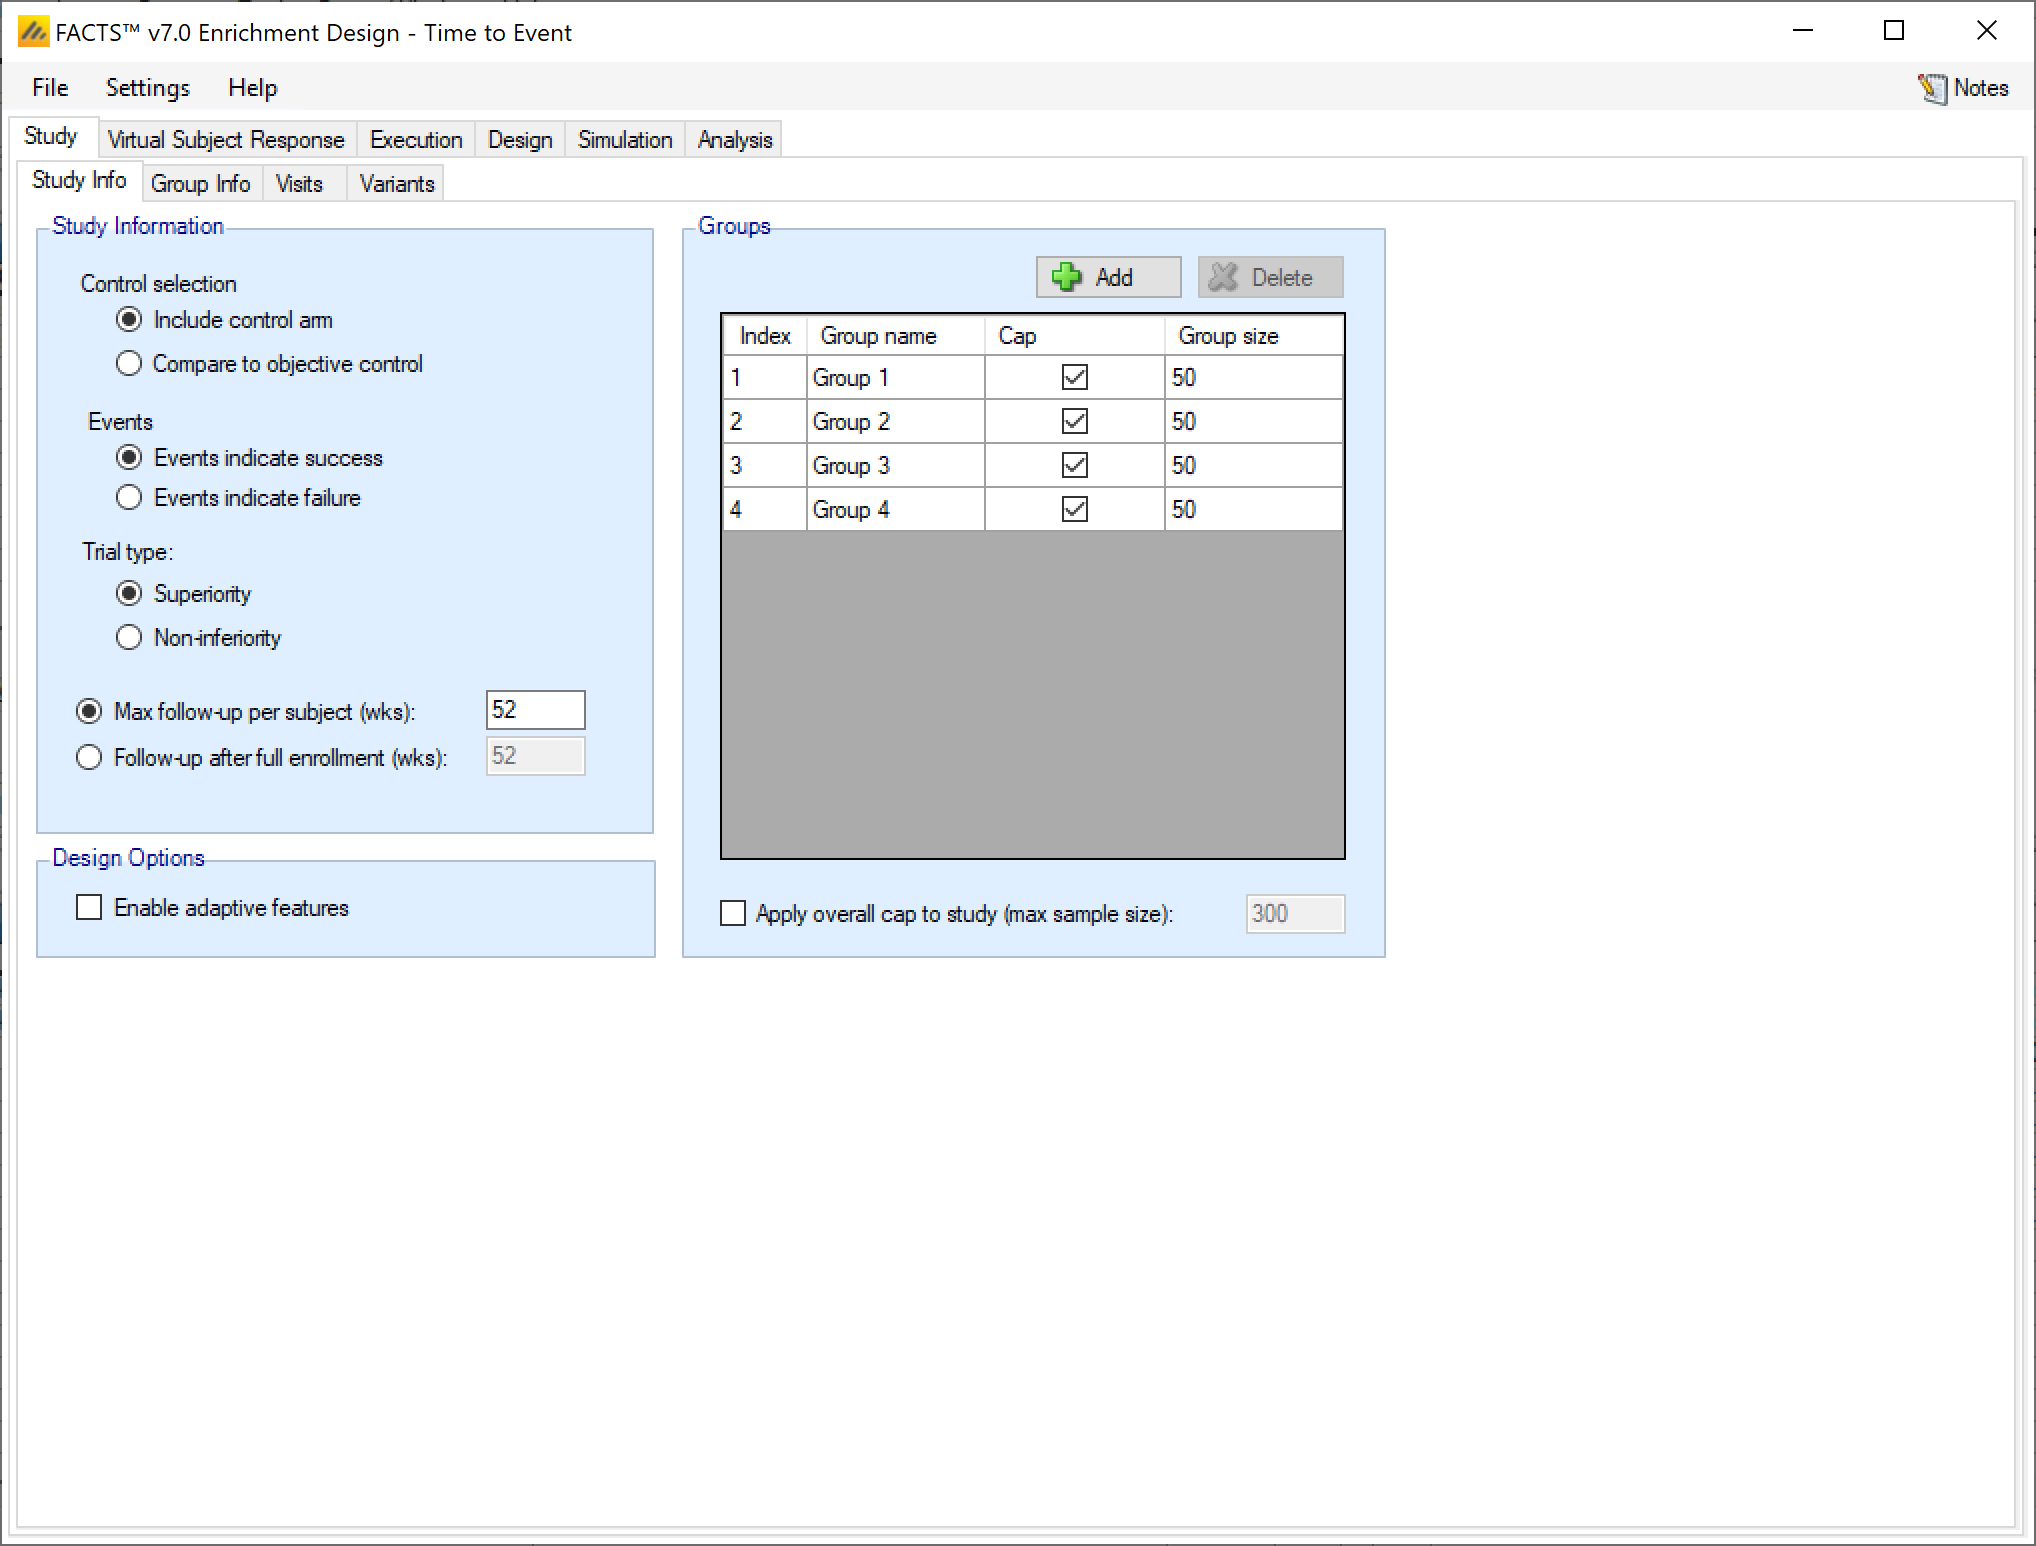 FACTS™ v7.0 Enrichment Design - Time to Event
File Settings Help Notes
Study Virtual Subject Response Execution Design Simulation Analysis
Study Info Group Info Visits Variants
Study Information
Control selection
Include control arm
Compare to objective control
Events
Events indicate success
Events indicate failure
Trial type:
Superiority
Non-inferiority
Max follow-up per subject (wks): 52
Follow-up after full enrollment (wks): 52
Design Options
Enable adaptive features
Groups
Add Delete
Index Group name Cap Group size
1 Group 1 50
2 Group 2 50
3 Group 3 50
4 Group 4 50
Apply overall cap to study (max sample size): 300